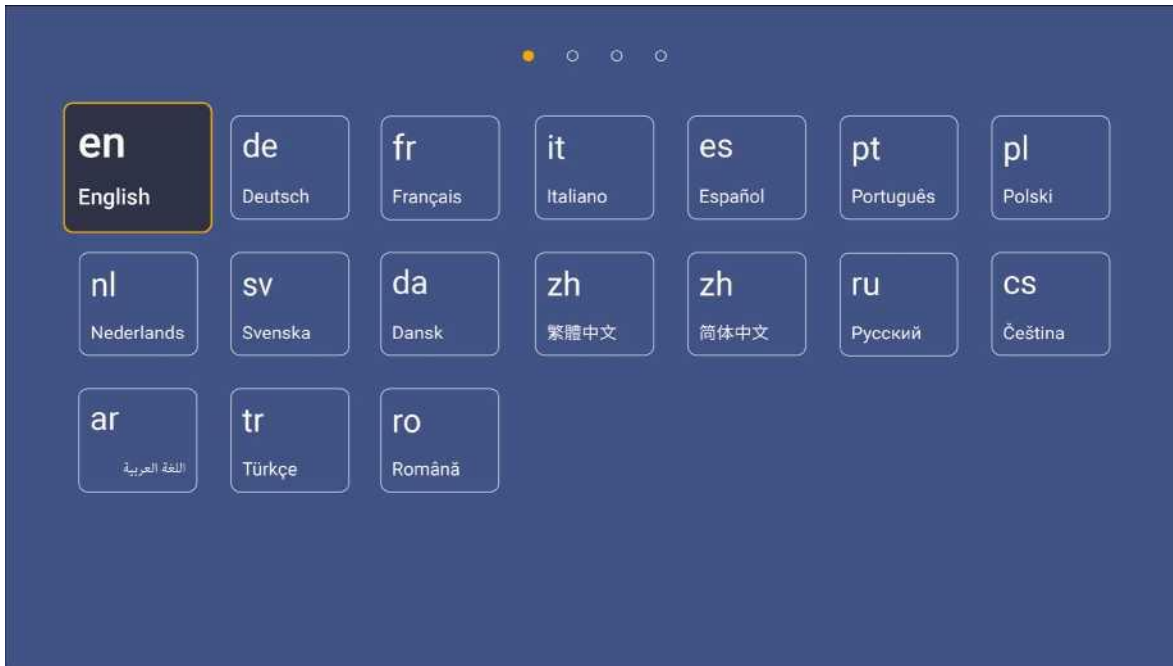 en de fr it es pt pl
English Deutsch Français Italiano Español Português Polski
nl sv da zh zh ru cs
Nederlands Svenska Dansk 繁體中文 简体中文 Русский Čeština
ar tr ro
اللغة العربية Türkçe Română